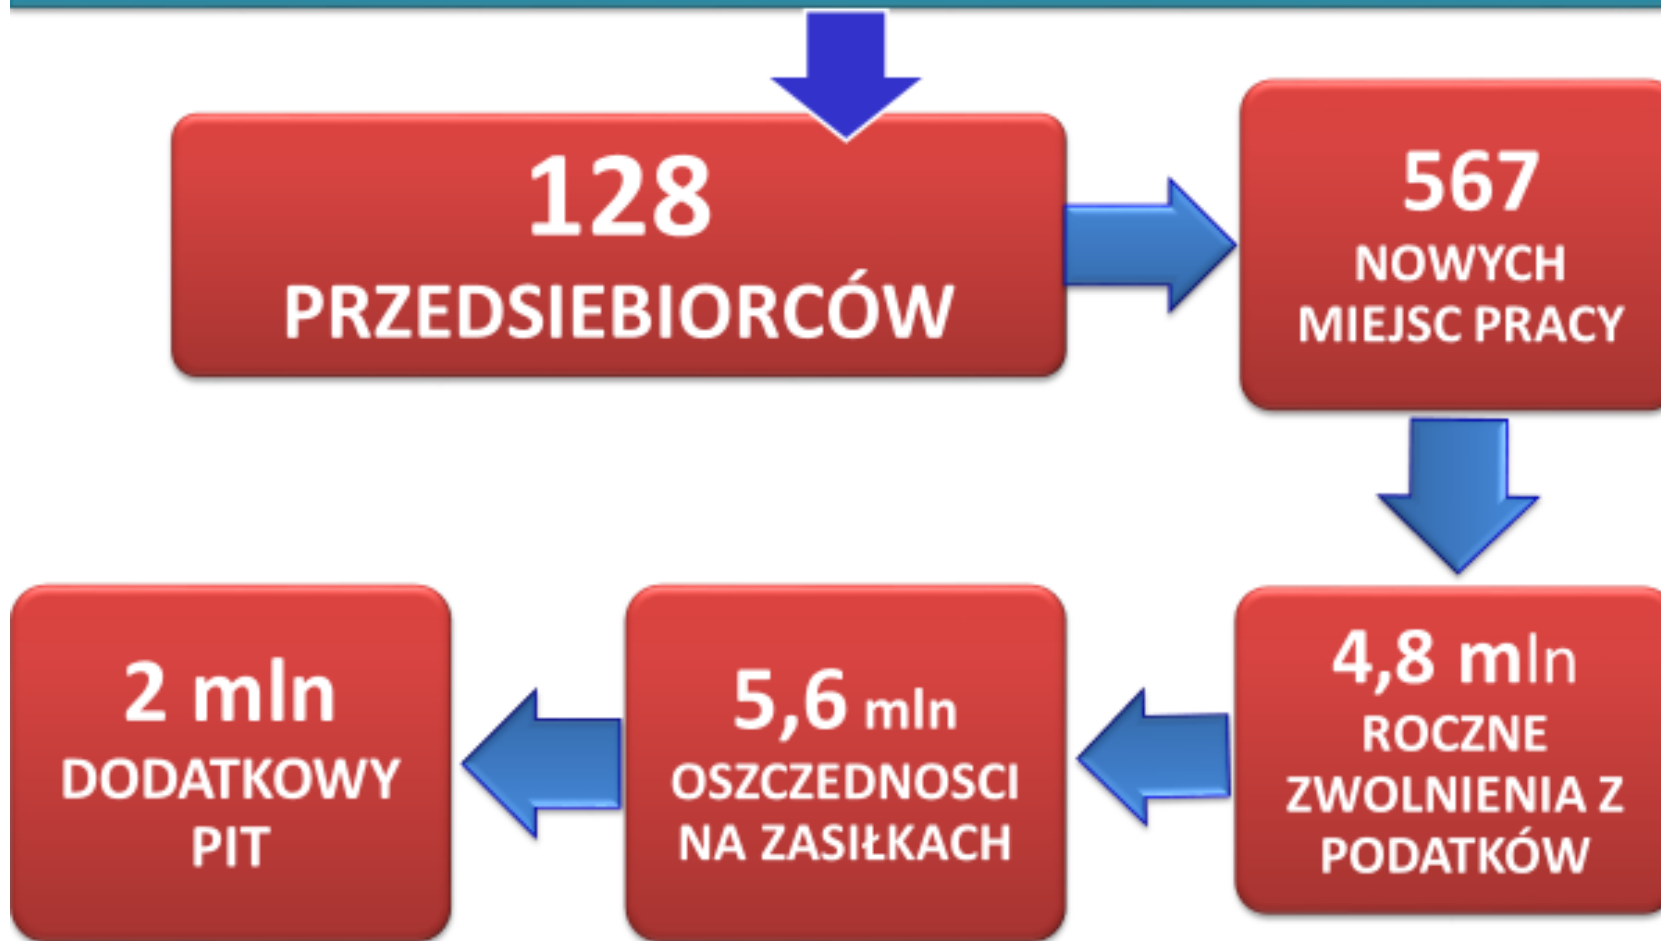 128
PRZEDSIEBIORCÓW
567
NOWYCH
MIEJSC PRACY
4,8 mln
ROCZNE
ZWOLNIENIA Z
PODATKÓW
5,6 mln
OSZCZEDNOSCI
NA ZASIŁKACH
2 mln
DODATKOWY
PIT